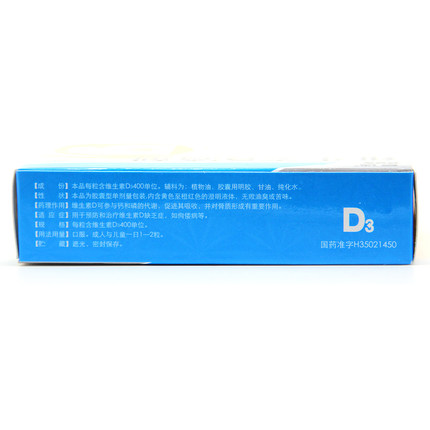 【成　　份】本品每粒含维生素D₃400单位。辅料为：植物油、胶囊用明胶、甘油、纯化水。
【性　　状】本品为胶囊型单剂量包装，内含黄色至橙红色的澄明液体，无败油臭或苦味。
【药理作用】维生素D可参与钙和磷的代谢，促进其吸收，并对骨质形成有重要作用。
【适 应 症】用于预防和治疗维生素D缺乏症，如佝偻病等。
【规　　格】每粒含维生素D₃400单位。
【用法用量】口服。成人与儿童一日1—2粒。
【贮　　藏】遮光，密封保存。
D3
国药准字H35021450